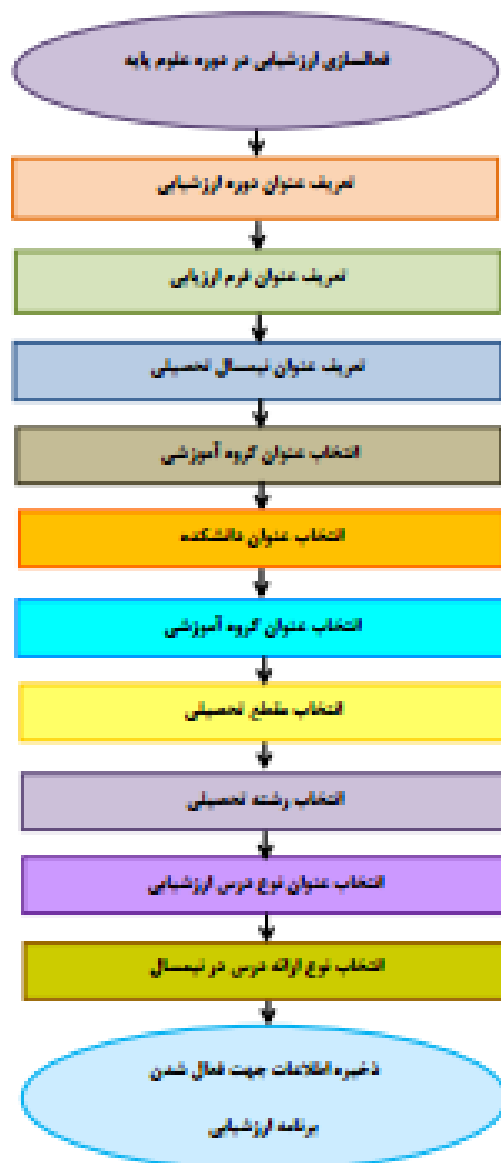 فعالسازی ارزشیابی در دوره علوم پایه
تعریف عنوان دوره ارزشیابی
تعریف عنوان فرم ارزیابی
تعریف عنوان نیمسال تحصیلی
انتخاب عنوان گروه آموزشی
انتخاب عنوان دانشکده
انتخاب عنوان گروه آموزشی
انتخاب مقطع تحصیلی
انتخاب رشته تحصیلی
انتخاب عنوان نوع درس ارزشیابی
انتخاب نوع ارائه درس در نیمسال
ذخیره اطلاعات جهت فعال شدن
برنامه ارزشیابی